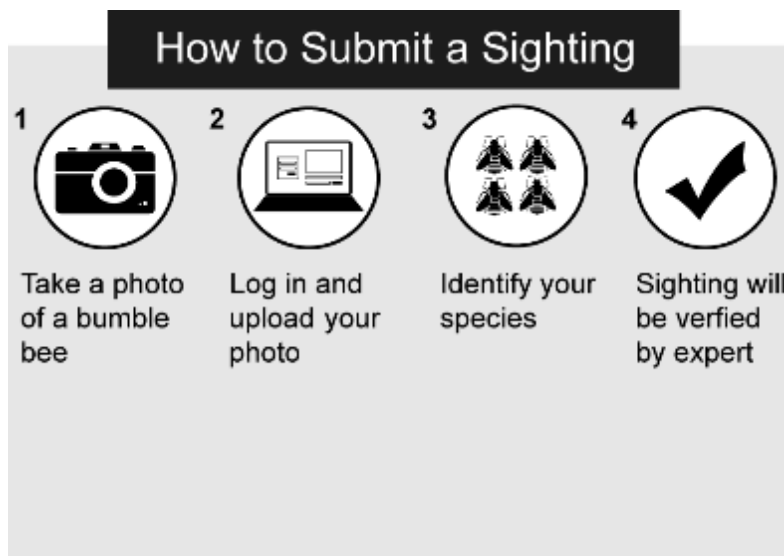 How to Submit a Sighting
1
Take a photo
of a bumble
bee
2
Log in and
upload your
photo
3
Identify your
species
4
Sighting will
be verfied
by expert